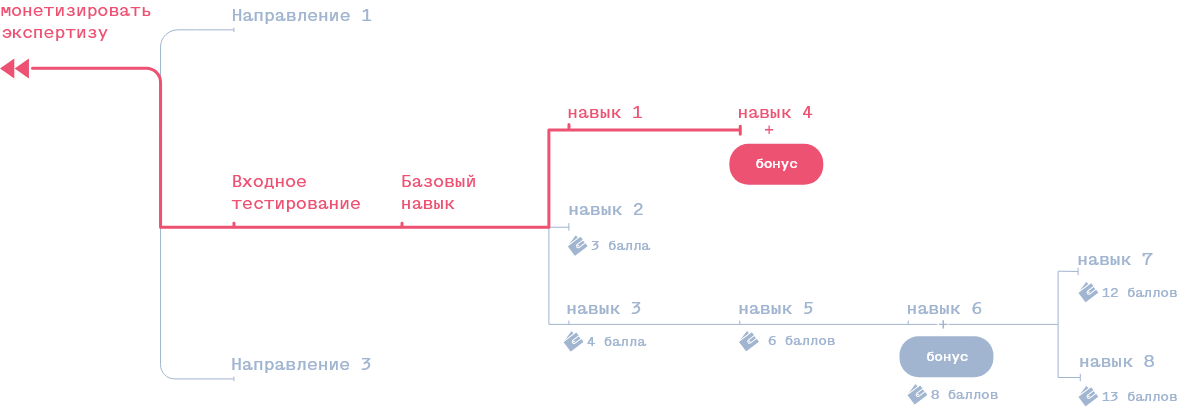 монетизировать
экспертизу
Направление 1
навык 1
навык 4
+
бонус
Входное
тестирование
Базовый
навык
навык 2
3 балла
навык 3
4 балла
навык 5
6 баллов
навык 6
бонус
8 баллов
навык 7
12 баллов
навык 8
13 баллов
Направление 3